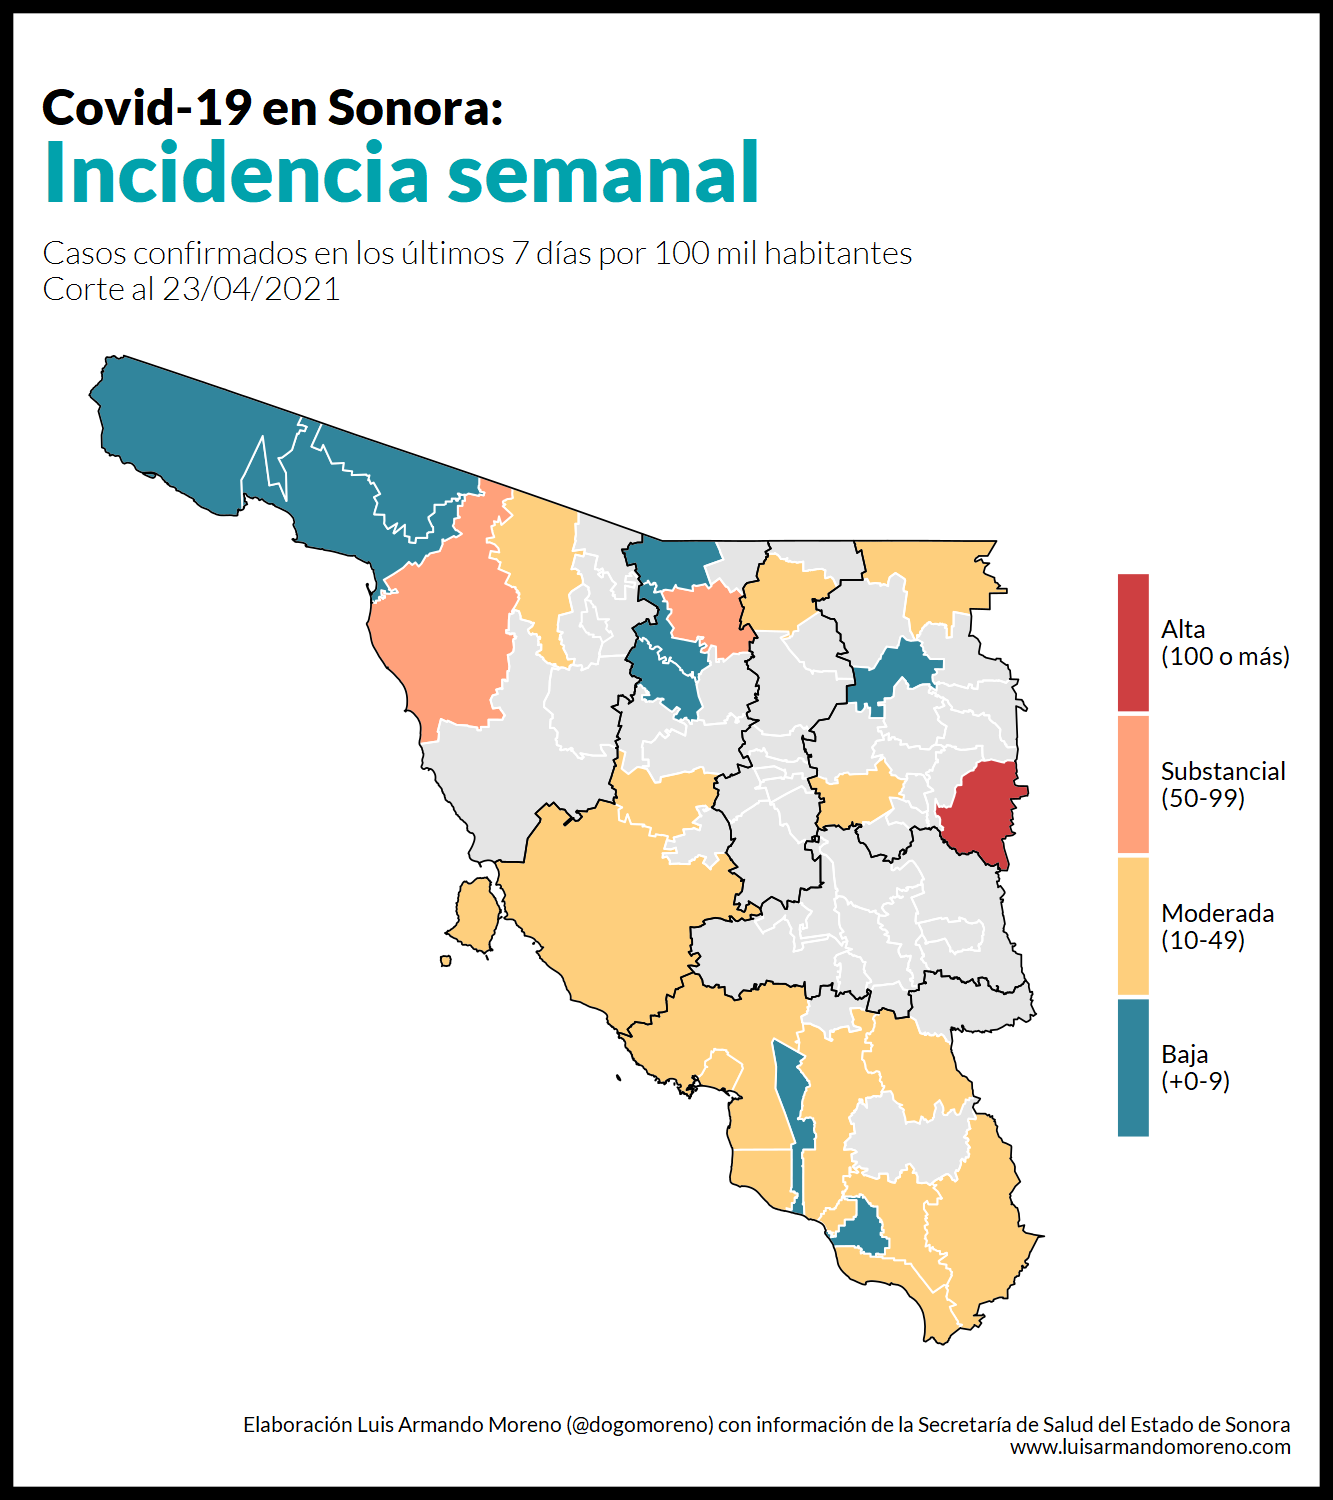 Covid-19 en Sonora:
Incidencia semanal
Casos confirmados en los últimos 7 días por 100 mil habitantes
Corte al 23/04/2021
Alta
(100 o más)
Substancial
(50-99)
Moderada
(10-49)
Baja
(+0-9)
Elaboración Luis Armando Moreno (@dogomoreno) con información de la Secretaría de Salud del Estado de Sonora
www.luisarmandomoreno.com